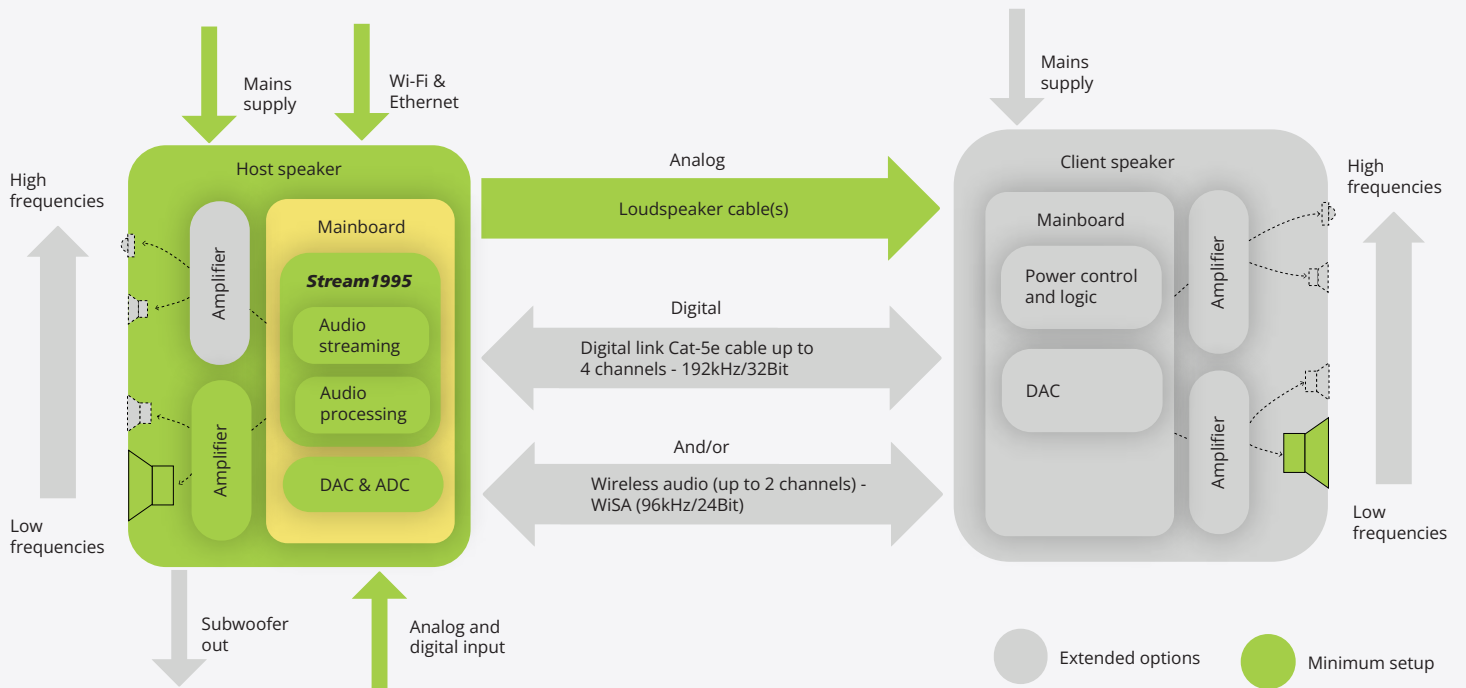 Mains
supply
Wi-Fi &
Ethernet
Mains
supply
Host speaker
Analog
Client speaker
High
frequencies
High
frequencies
Loudspeaker cable(s)
Mainboard
Mainboard
Amplifier
Stream1995
Amplifier
Power control
and logic
Digital
Audio
streaming
Digital link Cat-5e cable up to
4 channels - 192kHz/32Bit
DAC
Audio
processing
Amplifier
Amplifier
And/or
DAC & ADC
Wireless audio (up to 2 channels) -
WiSA (96kHz/24Bit)
Low
frequencies
Low
frequencies
Subwoofer
out
Analog and
digital input
Extended options
Minimum setup